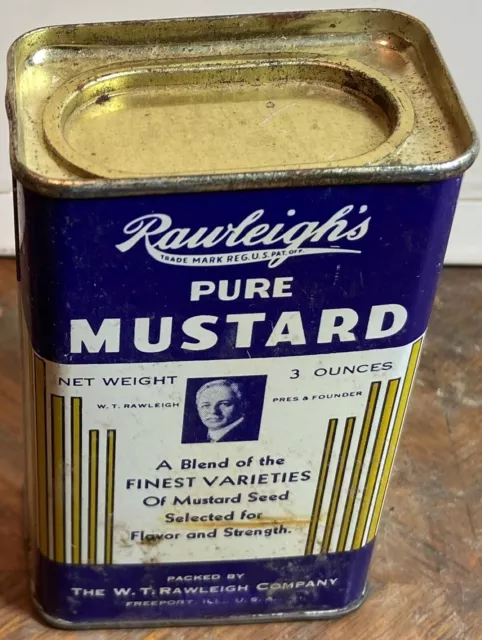 Rawleigh's
TRADE MARK REG. U.S. PAT. OFF.
PURE
MUSTARD
NET WEIGHT 3 OUNCES
W. T. RAWLEIGH PRES & FOUNDER
A Blend of the
FINEST VARIETIES
Of Mustard Seed
Selected for
Flavor and Strength.
PACKED BY
THE W. T. RAWLEIGH COMPANY
FREEPORT, ILL., U. S. A.